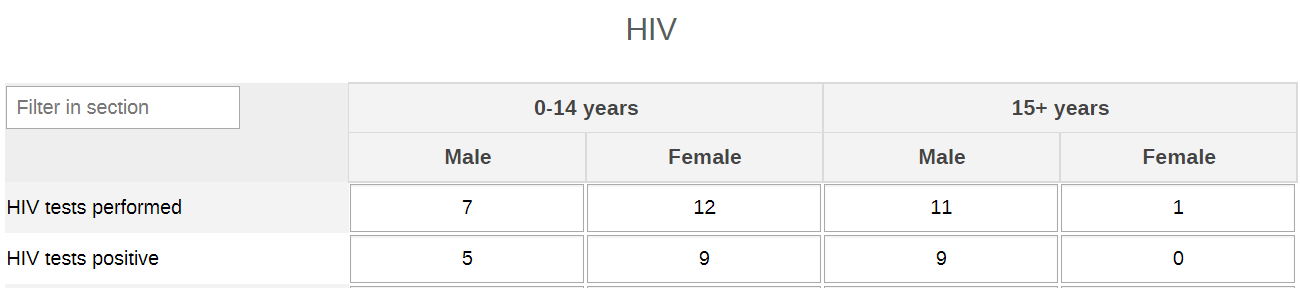 HIV
Filter in section
0-14 years 15+ years
Male Female Male Female
HIV tests performed 7 12 11 1
HIV tests positive 5 9 9 0